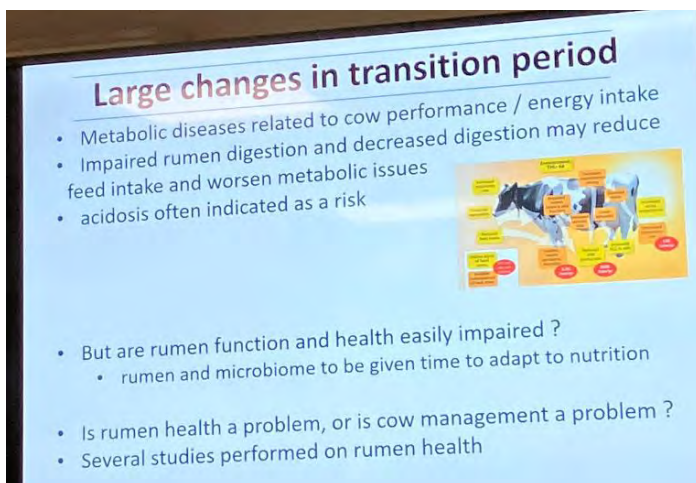 Large changes in transition period
• Metabolic diseases related to cow performance / energy intake
• Impaired rumen digestion and decreased digestion may reduce
feed intake and worsen metabolic issues
• acidosis often indicated as a risk
• But are rumen function and health easily impaired ?
• rumen and microbiome to be given time to adapt to nutrition
• Is rumen health a problem, or is cow management a problem ?
• Several studies performed on rumen health